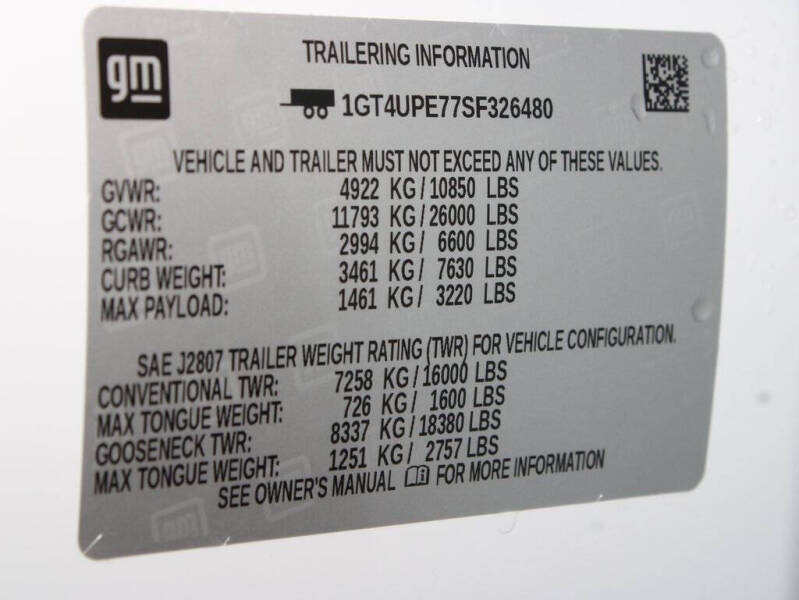 gm
TRAILERING INFORMATION
1GT4UPE77SF326480
VEHICLE AND TRAILER MUST NOT EXCEED ANY OF THESE VALUES.
GVWR: 4922 KG/10850 LBS
GCWR: 11793 KG/26000 LBS
RGAWR: 2994 KG/ 6600 LBS
CURB WEIGHT: 3461 KG/ 7630 LBS
MAX PAYLOAD: 1461 KG/ 3220 LBS
SAE J2807 TRAILER WEIGHT RATING (TWR) FOR VEHICLE CONFIGURATION.
CONVENTIONAL TWR: 7258 KG/16000 LBS
MAX TONGUE WEIGHT: 726 KG/ 1600 LBS
GOOSENECK TWR: 8337 KG/18380 LBS
MAX TONGUE WEIGHT: 1251 KG/ 2757 LBS
SEE OWNER'S MANUAL FOR MORE INFORMATION